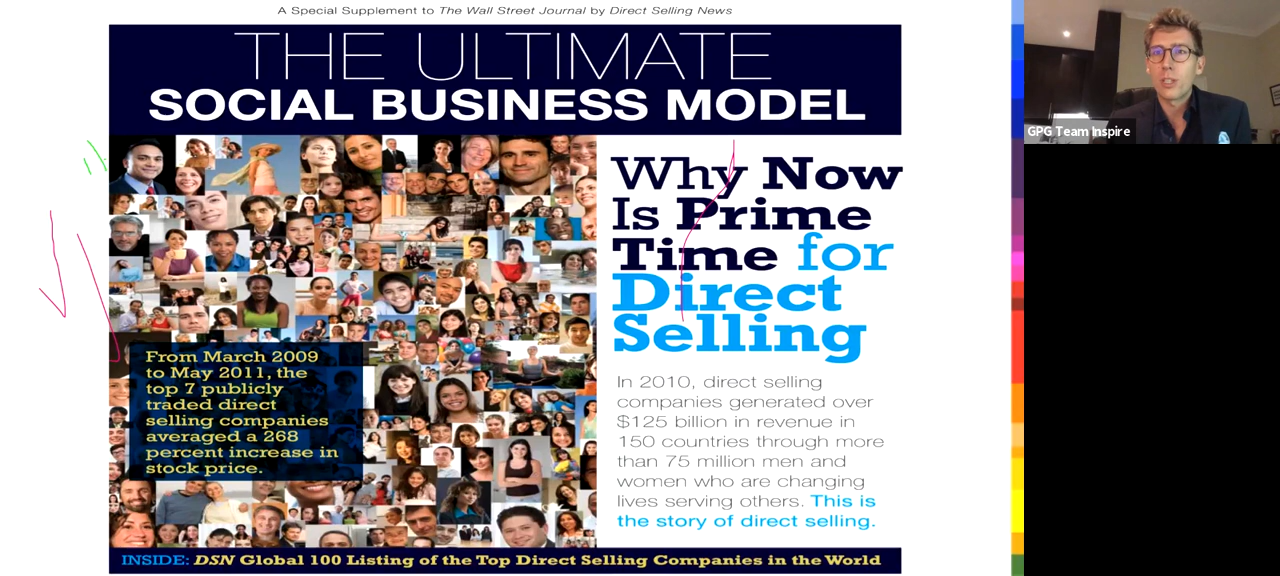 A Special Supplement to The Wall Street Journal by Direct Selling News
THE ULTIMATE
SOCIAL BUSINESS MODEL
GPG Team Inspire
Why Now
Is Prime
Time for
Direct
Selling
From March 2009
to May 2011, the
top 7 publicly
traded direct
selling companies
averaged a 268
percent increase in
stock price.
In 2010, direct selling
companies generated over
$125 billion in revenue in
150 countries through more
than 75 million men and
women who are changing
lives serving others. This is
the story of direct selling.
INSIDE: DSN Global 100 Listing of the Top Direct Selling Companies in the World